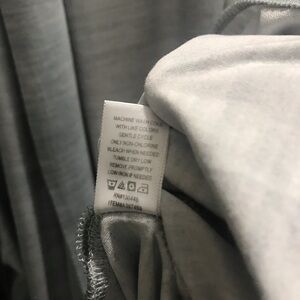 MACHINE WASH COLD
WITH LIKE COLORS
GENTLE CYCLE
ONLY NON-CHLORINE
BLEACH WHEN NEEDED
TUMBLE DRY LOW
REMOVE PROMPTLY
LOW IRON IF NEEDED